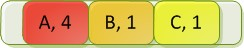 A, 4 B, 1 C, 1